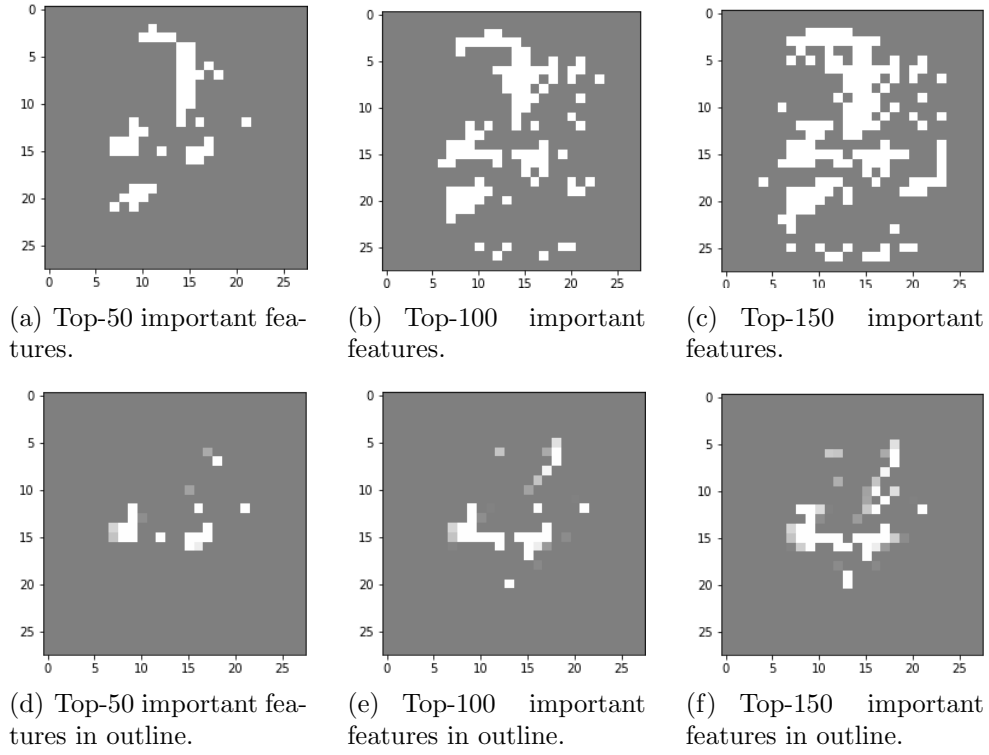 0
5
10
15
20
25
0 5 10 15 20 25
0
5
10
15
20
25
0 5 10 15 20 25
0
5
10
15
20
25
0 5 10 15 20 25
(a) Top-50 important fea-
tures.
(b) Top-100 important
features.
(c) Top-150 important
features.
0
5
10
15
20
25
0 5 10 15 20 25
0
5
10
15
20
25
0 5 10 15 20 25
0
5
10
15
20
25
0 5 10 15 20 25
(d) Top-50 important fea-
tures in outline.
(e) Top-100 important
features in outline.
(f) Top-150 important
features in outline.